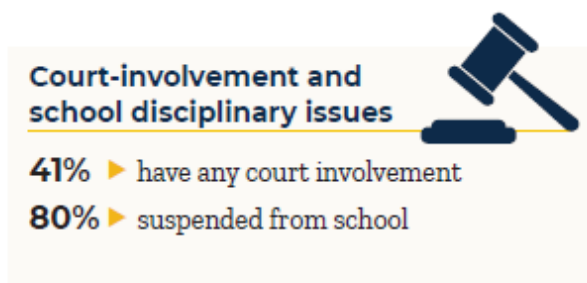 Court-involvement and
school disciplinary issues
41% ▶ have any court involvement
80% ▶ suspended from school